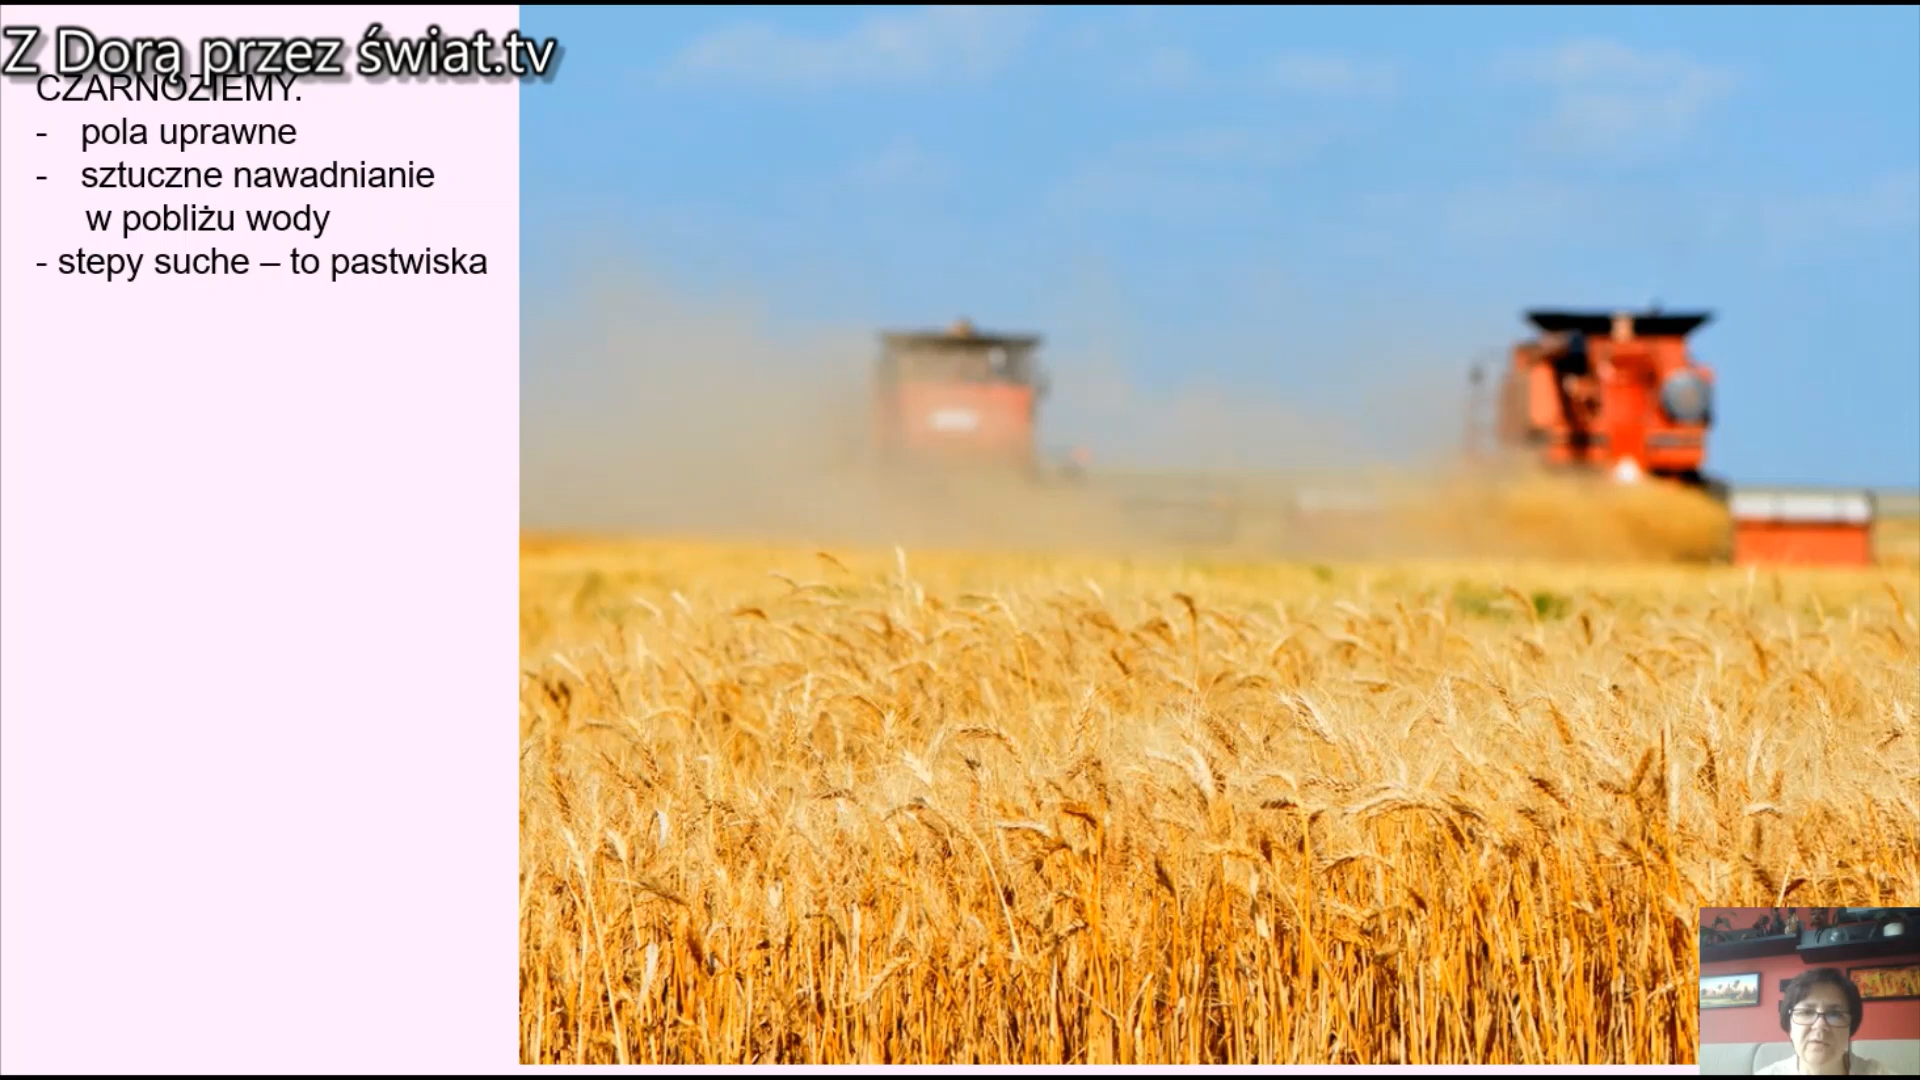 Z Dorą przez świat.tv
CZARNOZIEMY:
- pola uprawne
- sztuczne nawadnianie
w pobliżu wody
- stepy suche – to pastwiska